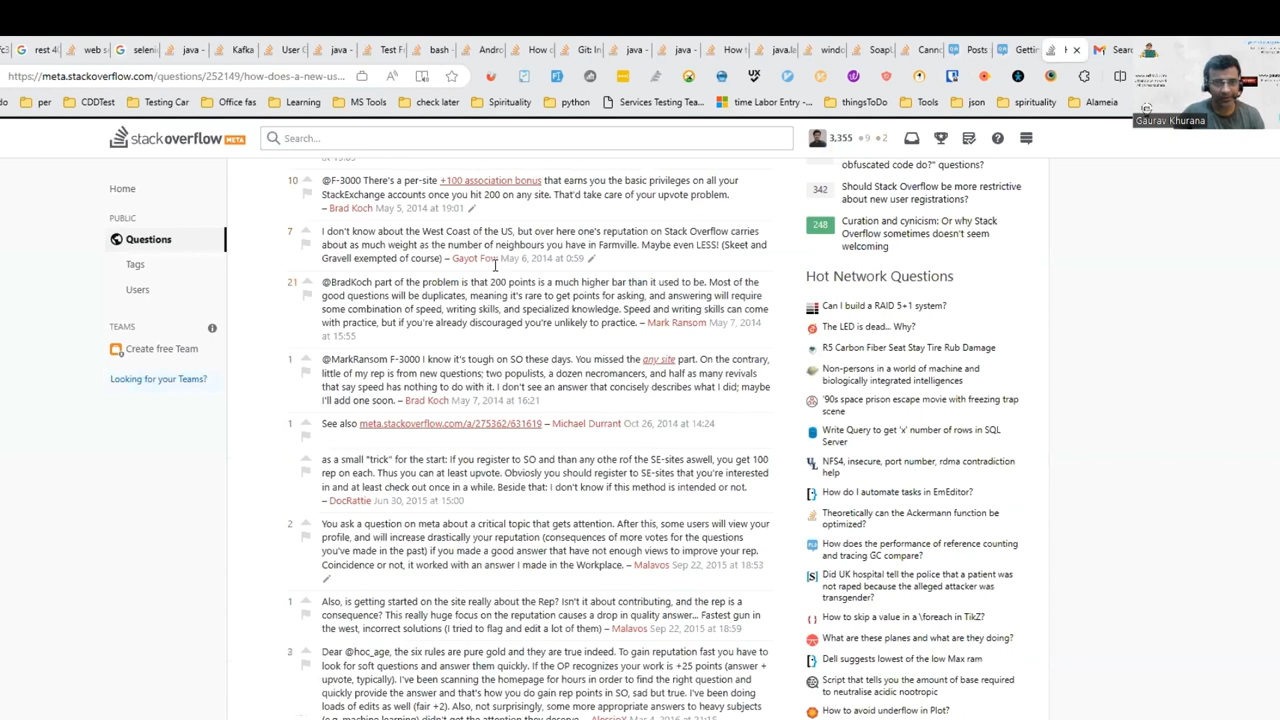 rest 4(
web s
seleni
java -
Kafka
User (
java -
Test F
bash -
Andro
How c
Git: In
java -
java -
How t
java.la
windo
Soapl
Canno
Posts
Gettin
Searc
https://meta.stackoverflow.com/questions/252149/how-does-a-new-us...
per
CDDTest
Testing Car
Office fas
Learning
MS Tools
check later
Spirituality
python
Services Testing Tea...
time Labor Entry -...
thingsToDo
Tools
json
spirituality
Alameia
Gaurav Khurana
stackoverflow META
Search...
3,355 9 2
Home
PUBLIC
Questions
Tags
Users
TEAMS
Create free Team
Looking for your Teams?
10 @F-3000 There's a per-site +100 association bonus that earns you the basic privileges on all your
StackExchange accounts once you hit 200 on any site. That'd take care of your upvote problem.
– Brad Koch May 5, 2014 at 19:01
7 I don't know about the West Coast of the US, but over here one's reputation on Stack Overflow carries
about as much weight as the number of neighbours you have in Farmville. Maybe even LESS! (Skeet and
Gravell exempted of course) – Gayot Fow May 6, 2014 at 0:59
21 @BradKoch part of the problem is that 200 points is a much higher bar than it used to be. Most of the
good questions will be duplicates, meaning it's rare to get points for asking, and answering will require
some combination of speed, writing skills, and specialized knowledge. Speed and writing skills can come
with practice, but if you're already discouraged you're unlikely to practice. – Mark Ransom May 7, 2014
at 15:55
1 @MarkRansom F-3000 I know it's tough on SO these days. You missed the any site part. On the contrary,
little of my rep is from new questions; two populists, a dozen necromancers, and half as many revivals
that say speed has nothing to do with it. I don't see an answer that concisely describes what I did; maybe
I'll add one soon. – Brad Koch May 7, 2014 at 16:21
1 See also meta.stackoverflow.com/a/275362/631619 – Michael Durrant Oct 26, 2014 at 14:24
as a small "trick" for the start: If you register to SO and than any othe rof the SE-sites aswell, you get 100
rep on each. Thus you can at least upvote. Obviosly you should register to SE-sites that you're interested
in and at least check out once in a while. Beside that: I don't know if this method is intended or not.
– DocRattie Jun 30, 2015 at 15:00
2 You ask a question on meta about a critical topic that gets attention. After this, some users will view your
profile, and will increase drastically your reputation (consequences of more votes for the questions
you've made in the past) if you made a good answer that have not enough views to improve your rep.
Coincidence or not, it worked with an answer I made in the Workplace. – Malavos Sep 22, 2015 at 18:53
1 Also, is getting started on the site really about the Rep? Isn't it about contributing, and the rep is a
consequence? This really huge focus on the reputation causes a drop in quality answer... Fastest gun in
the west, incorrect solutions (I tried to flag and edit a lot of them) – Malavos Sep 22, 2015 at 18:59
3 Dear @hoc_age, the six rules are pure gold and they are true indeed. To gain reputation fast you have to
look for soft questions and answer them quickly. If the OP recognizes your work is +25 points (answer +
upvote, typically). I've been scanning the homepage for hours in order to find the right question and
quickly provide the answer and that's how you do gain rep points in SO, sad but true. I've been doing
loads of edits as well (fair +2). Also, not surprisingly, some more appropriate answers to heavy subjects
obfuscated code do?" questions?
342 Should Stack Overflow be more restrictive
about new user registrations?
248 Curation and cynicism: Or why Stack
Overflow sometimes doesn't seem
welcoming
Hot Network Questions
Can I build a RAID 5+1 system?
The LED is dead... Why?
R5 Carbon Fiber Seat Stay Tire Rub Damage
Non-persons in a world of machine and
biologically integrated intelligences
'90s space prison escape movie with freezing trap
scene
Write Query to get 'x' number of rows in SQL
Server
NFS4, insecure, port number, rdma contradiction
help
How do I automate tasks in EmEditor?
Theoretically can the Ackermann function be
optimized?
How does the performance of reference counting
and tracing GC compare?
Did UK hospital tell the police that a patient was
not raped because the alleged attacker was
transgender?
How to skip a value in a \foreach in TikZ?
What are these planes and what are they doing?
Dell suggests lowest of the low Max ram
Script that tells you the amount of base required
to neutralise acidic nootropic
How to avoid underflow in Plot?